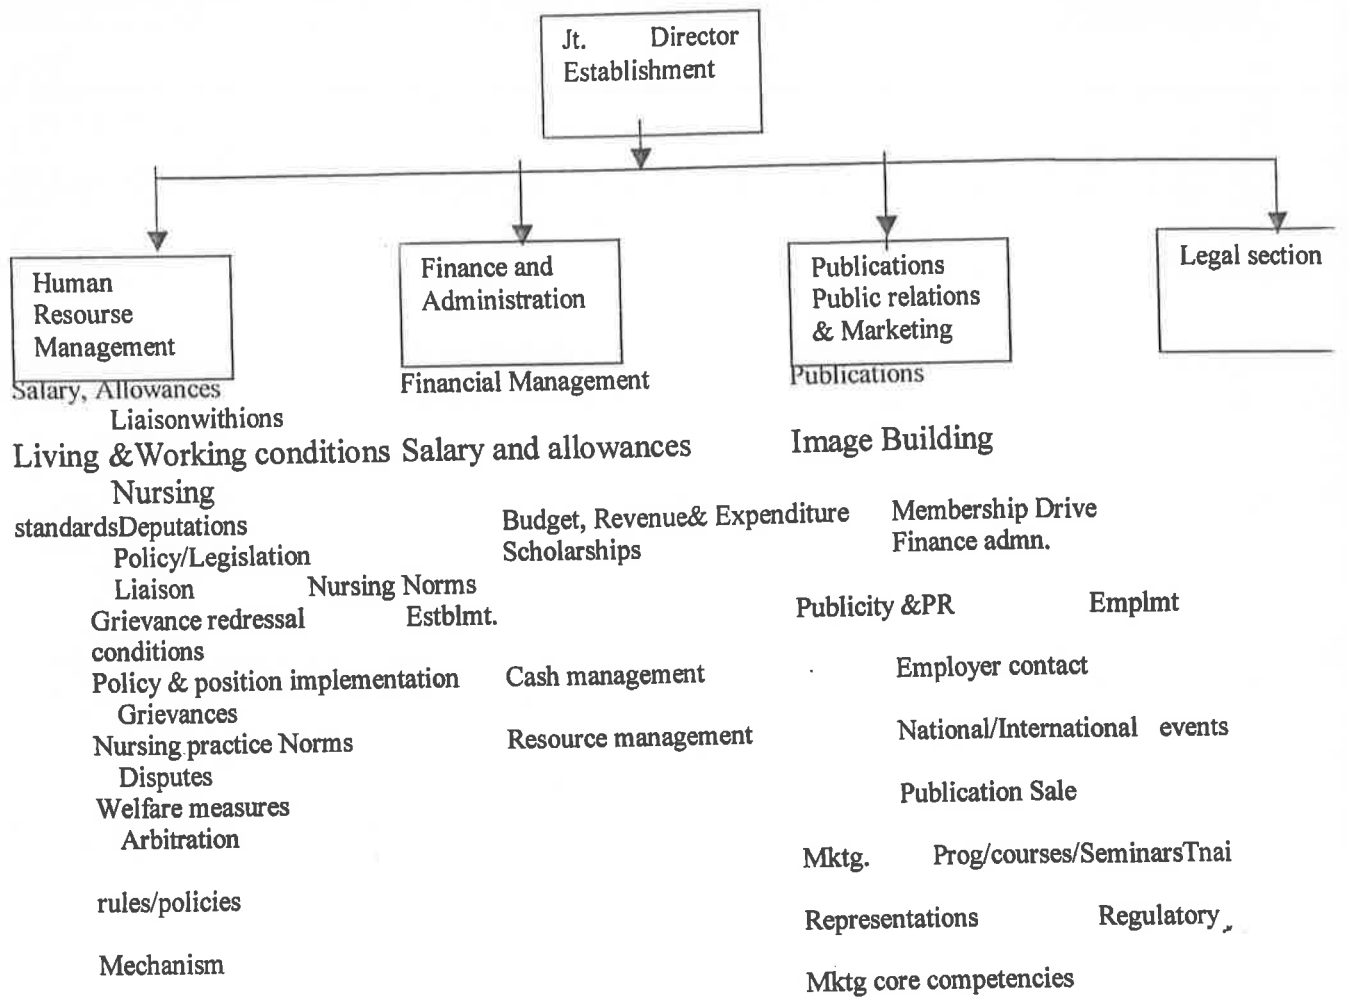 Jt. Director
Establishment
Human
Resourse
Management
Finance and
Administration
Publications
Public relations
& Marketing
Legal section
Salary, Allowances
Financial Management
Publications
Liaisonwithions
Living &Working conditions Salary and allowances
Image Building
Nursing
standardsDeputations
Budget, Revenue& Expenditure
Membership Drive
Policy/Legislation
Scholarships
Finance admn.
Liaison Nursing Norms
Grievance redressal Estblmt.
Publicity &PR Emplmt
conditions
Policy & position implementation
Cash management
Employer contact
Grievances
Nursing practice Norms
Resource management
National/International events
Disputes
Welfare measures
Publication Sale
Arbitration
Mktg. Prog/courses/SeminarsTnai
rules/policies
Representations Regulatory
Mechanism
Mktg core competencies